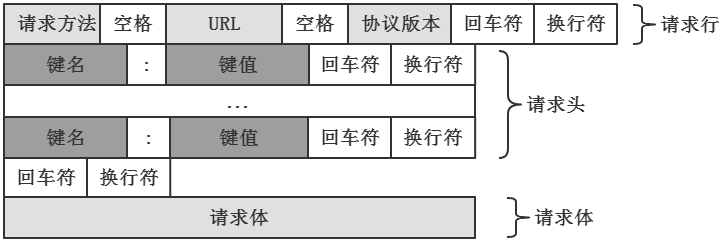 请求方法 空格 URL 空格 协议版本 回车符 换行符 请求行
键名 : 键值 回车符 换行符
... 请求头
键名 : 键值 回车符 换行符
回车符 换行符
请求体 请求体